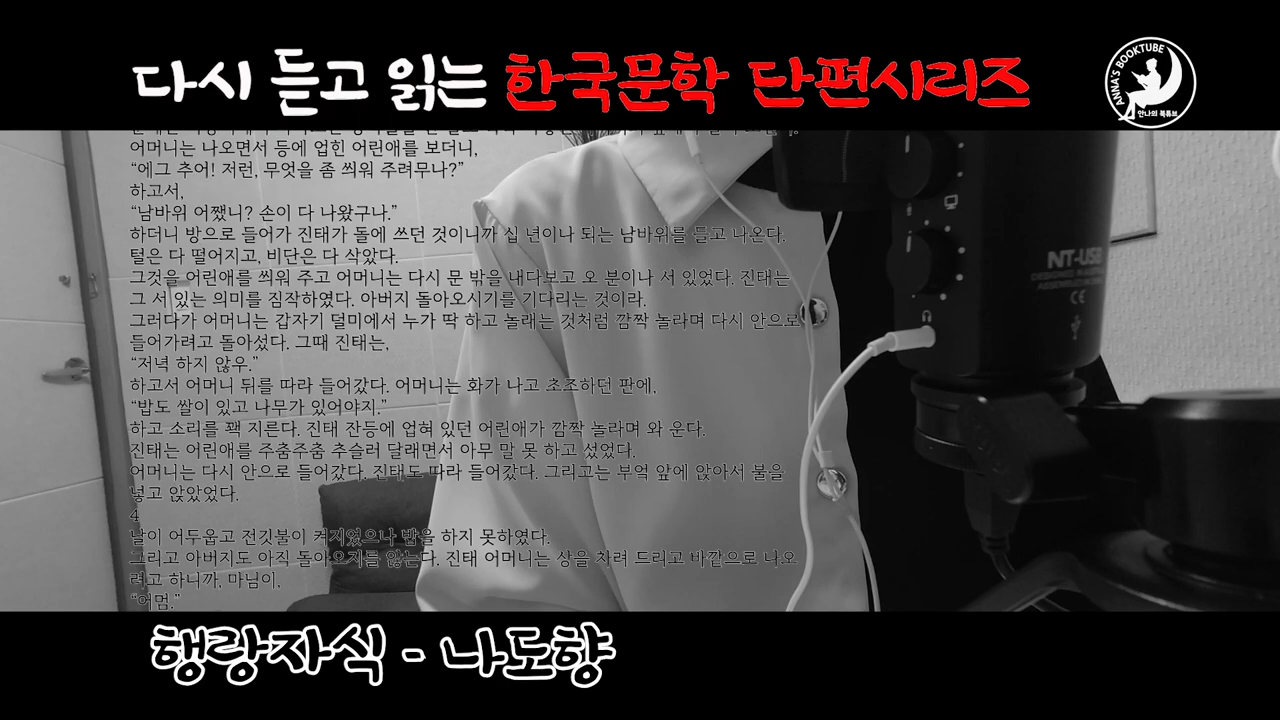 다시 듣고 읽는 한국문학 단편시리즈
ANNA'S BOOKTUBE
안나의 북튜브
어머니는 나오면서 등에 업힌 어린애를 보더니,
“에그 추어! 저런, 무엇을 좀 씌워 주려무나?”
하고서,
“남바위 어쨌니? 손이 다 나왔구나.”
하더니 방으로 들어가 진태가 돌에 쓰던 것이니까 십 년이나 되는 남바위를 들고 나온다.
털은 다 떨어지고, 비단은 다 삭았다.
그것을 어린애를 씌워 주고 어머니는 다시 문 밖을 내다보고 오 분이나 서 있었다. 진태는
그 서 있는 의미를 짐작하였다. 아버지 돌아오시기를 기다리는 것이라.
그러다가 어머니는 갑자기 덜미에서 누가 딱 하고 놀래는 것처럼 깜짝 놀라며 다시 안으로
들어가려고 돌아섰다. 그때 진태는,
“저녁 하지 않우.”
하고서 어머니 뒤를 따라 들어갔다. 어머니는 화가 나고 초조하던 판에,
“밥도 쌀이 있고 나무가 있어야지.”
하고 소리를 꽥 지른다. 진태 잔등에 업혀 있던 어린애가 깜짝 놀라며 와 운다.
진태는 어린애를 주춤주춤 추슬러 달래면서 아무 말 못 하고 섰었다.
어머니는 다시 안으로 들어갔다. 진태도 따라 들어갔다. 그리고는 부엌 앞에 앉아서 불을
넣고 앉았었다.
4
날이 어두웁고 전깃불이 커지었으나 밥을 하지 못하였다.
그리고 아버지도 아직 돌아오지를 않는다. 진태 어머니는 상을 차려 드리고 바깥으로 나오
려고 하니까, 마님이,
“어멈.”
NT-USB
CE
행랑자식 - 나도향